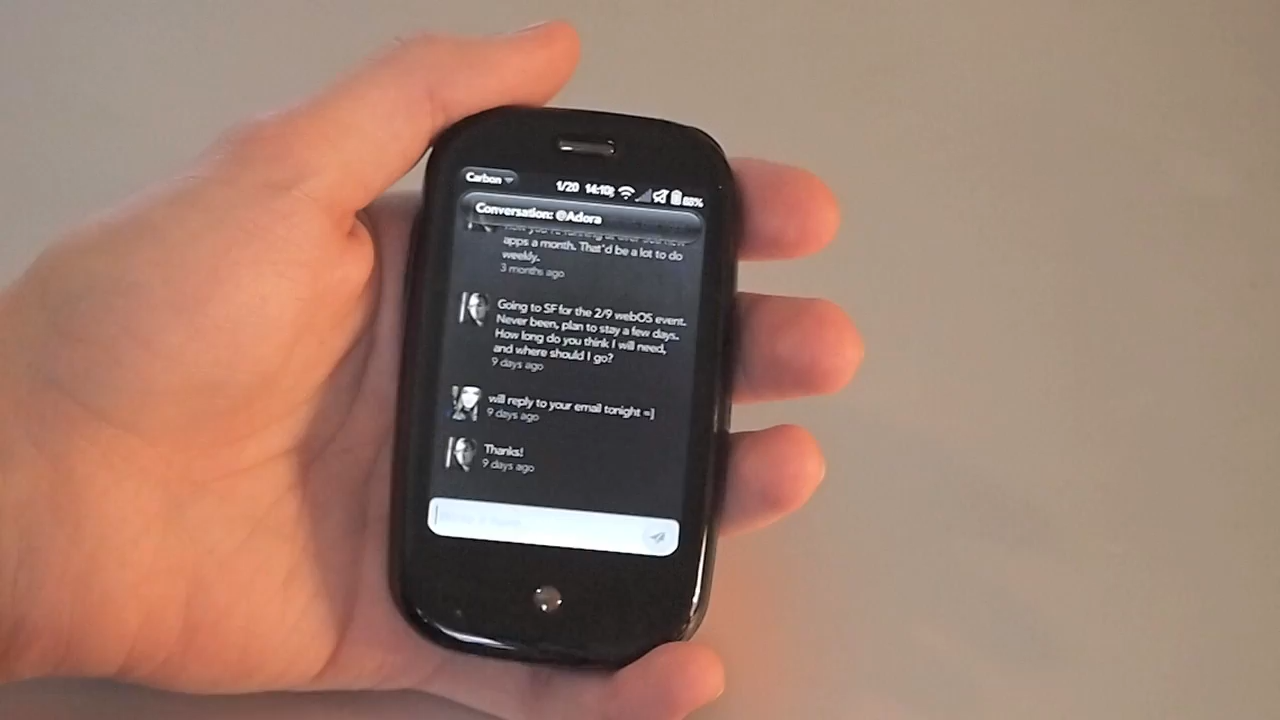 Carbon
1/20 14:10
88%
Conversation: @Adora
apps a month. That'd be a lot to do
weekly.
3 months ago
Going to SF for the 2/9 webOS event.
Never been, plan to stay a few days.
How long do you think I will need,
and where should I go?
9 days ago
will reply to your email tonight =]
9 days ago
Thanks!
9 days ago